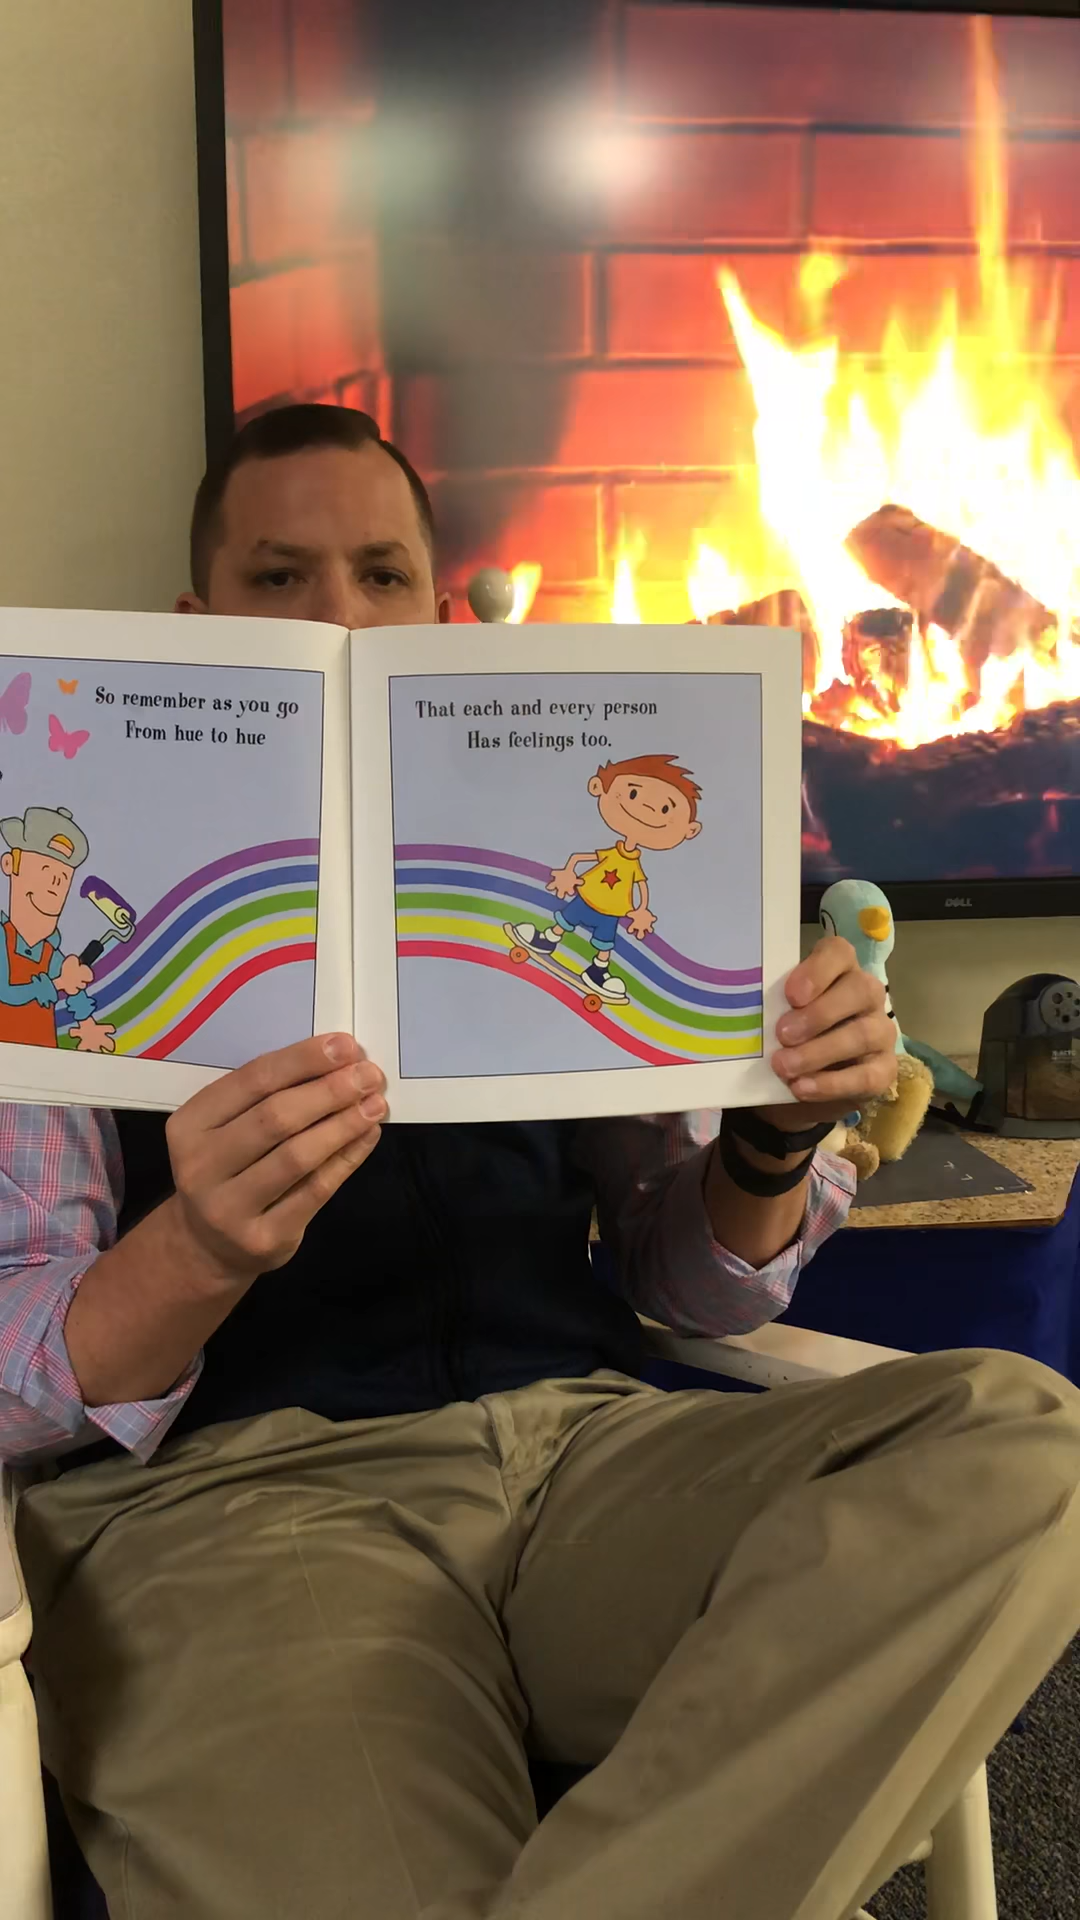 So remember as you go
From hue to hue
That each and every person
Has feelings too.
DELL